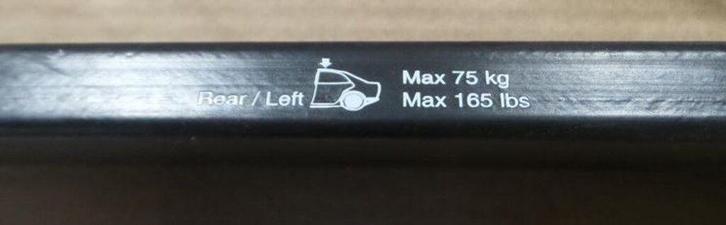 Rear / Left
Max 75 kg
Max 165 lbs